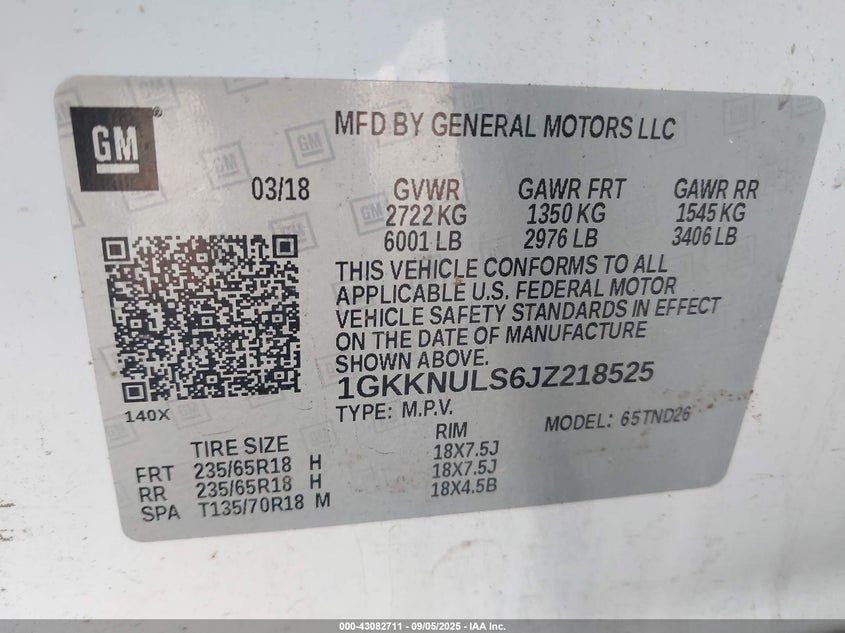 GM
MFD BY GENERAL MOTORS LLC
03/18
GVWR GAWR FRT GAWR RR
2722 KG 1350 KG 1545 KG
6001 LB 2976 LB 3406 LB
THIS VEHICLE CONFORMS TO ALL
APPLICABLE U.S. FEDERAL MOTOR
VEHICLE SAFETY STANDARDS IN EFFECT
ON THE DATE OF MANUFACTURE
SHOWN ABOVE.
1GKKNULS6JZ218525
140X
TYPE: M.P.V. MODEL: 65TND26
TIRE SIZE RIM
FRT 235/65R18 H 18X7.5J
RR 235/65R18 H 18X7.5J
SPA T135/70R18 M 18X4.5B
000-43082711 - 09/05/2025 - IAA Inc.